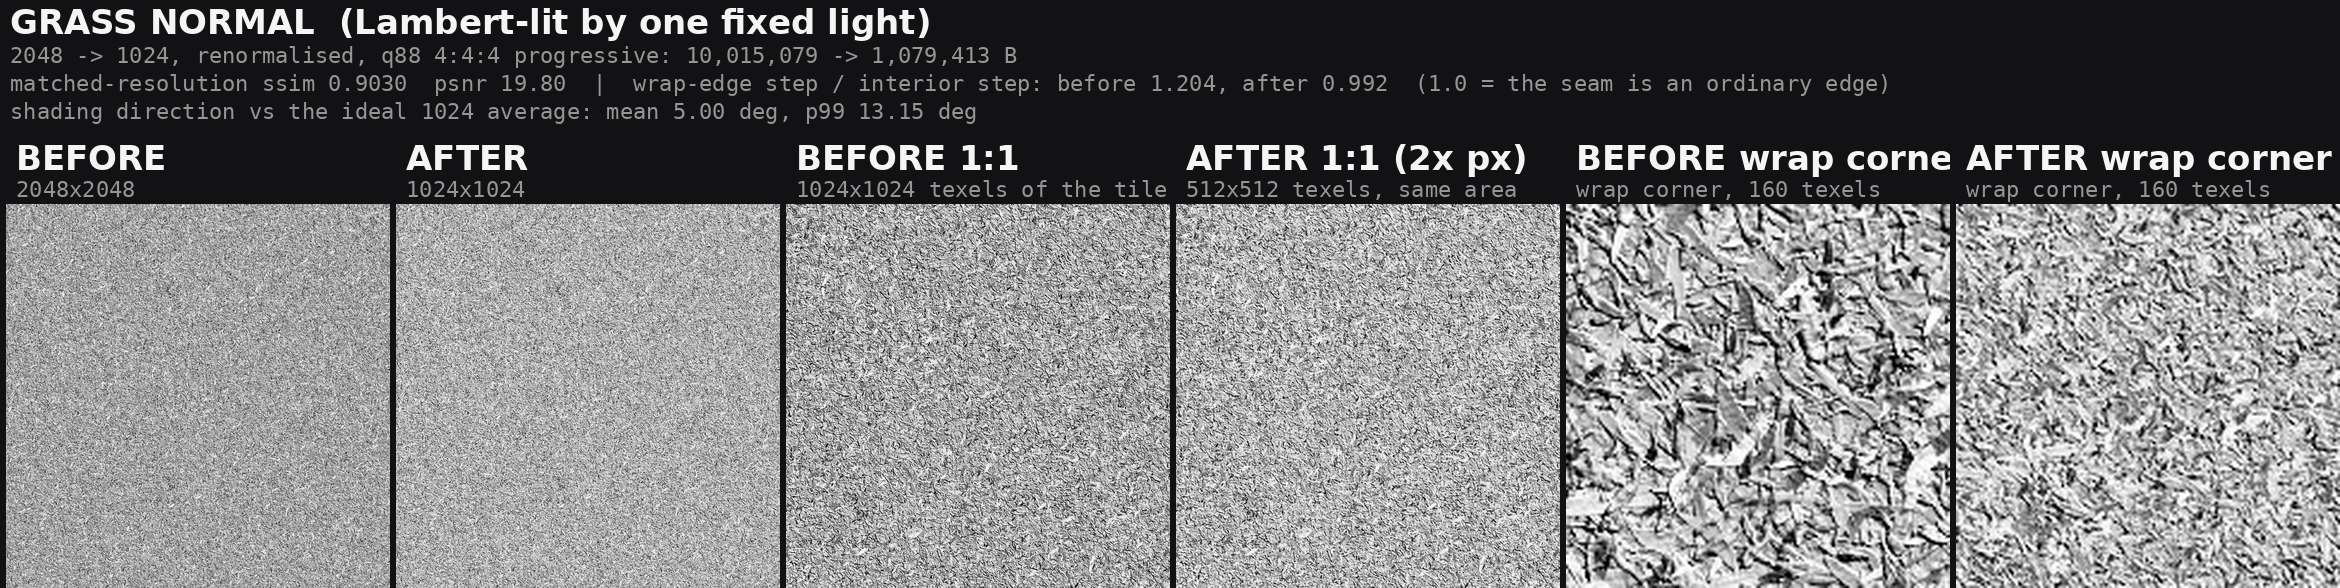 GRASS NORMAL (Lambert-lit by one fixed light)
2048 -> 1024, renormalised, q88 4:4:4 progressive: 10,015,079 -> 1,079,413 B
matched-resolution ssim 0.9030 psnr 19.80 | wrap-edge step / interior step: before 1.204, after 0.992 (1.0 = the seam is an ordinary edge)
shading direction vs the ideal 1024 average: mean 5.00 deg, p99 13.15 deg
BEFORE
2048x2048
AFTER
1024x1024
BEFORE 1:1
1024x1024 texels of the tile
AFTER 1:1 (2x px)
512x512 texels, same area
BEFORE wrap corne
wrap corner, 160 texels
AFTER wrap corner
wrap corner, 160 texels